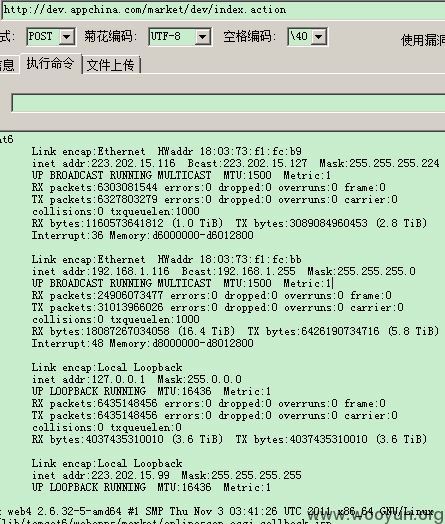 http://dev.appchina.com/market/dev/index.action
式: POST 菊花编码: UTF-8 空格编码: \40 使用漏洞
信息 执行命令 文件上传
Link encap:Ethernet HWaddr 18:03:73:f1:fc:b9
inet addr:223.202.15.116 Bcast:223.202.15.127 Mask:255.255.255.224
UP BROADCAST RUNNING MULTICAST MTU:1500 Metric:1
RX packets:6303081544 errors:0 dropped:0 overruns:0 frame:0
TX packets:6327803279 errors:0 dropped:0 overruns:0 carrier:0
collisions:0 txqueuelen:1000
RX bytes:1160573641812 (1.0 TiB) TX bytes:3089084960453 (2.8 TiB)
Interrupt:36 Memory:d6000000-d6012800
Link encap:Ethernet HWaddr 18:03:73:f1:fc:bb
inet addr:192.168.1.116 Bcast:192.168.1.255 Mask:255.255.255.0
UP BROADCAST RUNNING MULTICAST MTU:1500 Metric:1
RX packets:24906073477 errors:0 dropped:0 overruns:0 frame:0
TX packets:31013966026 errors:0 dropped:0 overruns:0 carrier:0
collisions:0 txqueuelen:1000
RX bytes:18087267034058 (16.4 TiB) TX bytes:6426190734716 (5.8 TiB)
Interrupt:48 Memory:d8000000-d8012800
Link encap:Local Loopback
inet addr:127.0.0.1 Mask:255.0.0.0
UP LOOPBACK RUNNING MTU:16436 Metric:1
RX packets:6435148456 errors:0 dropped:0 overruns:0 frame:0
TX packets:6435148456 errors:0 dropped:0 overruns:0 carrier:0
collisions:0 txqueuelen:0
RX bytes:4037435310010 (3.6 TiB) TX bytes:4037435310010 (3.6 TiB)
Link encap:Local Loopback
inet addr:223.202.15.99 Mask:255.255.255.255
UP LOOPBACK RUNNING MTU:16436 Metric:1
web4 2.6.32-5-amd64 #1 SMP Thu Nov 3 03:41:26 UTC 2011 x86_64 GNU/Linux
www.wooyun.org